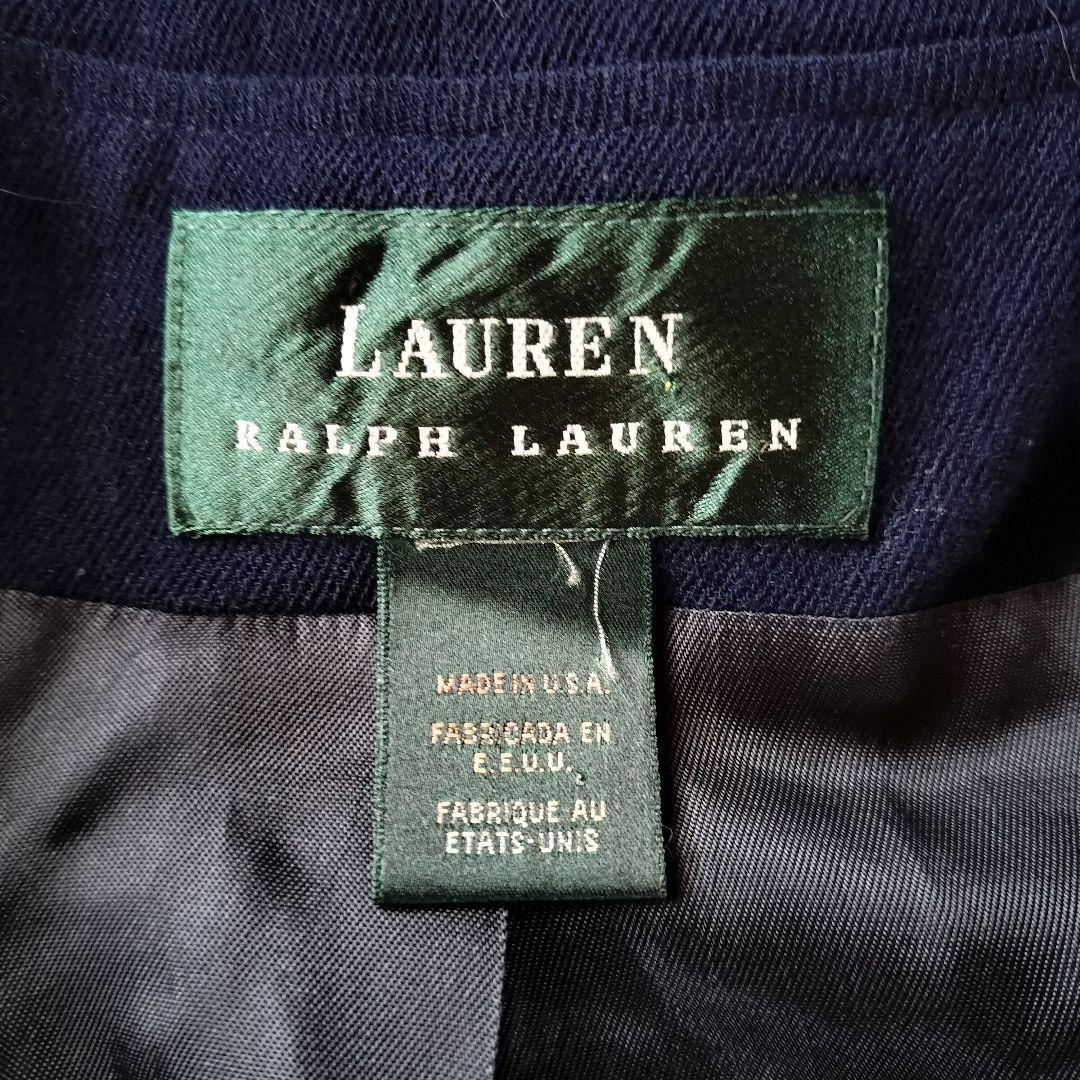 LAUREN
RALPH LAUREN
MADE IN U.S.A.
FABRICADA EN
E.E.U.U.
FABRIQUE AU
ETATS-UNIS